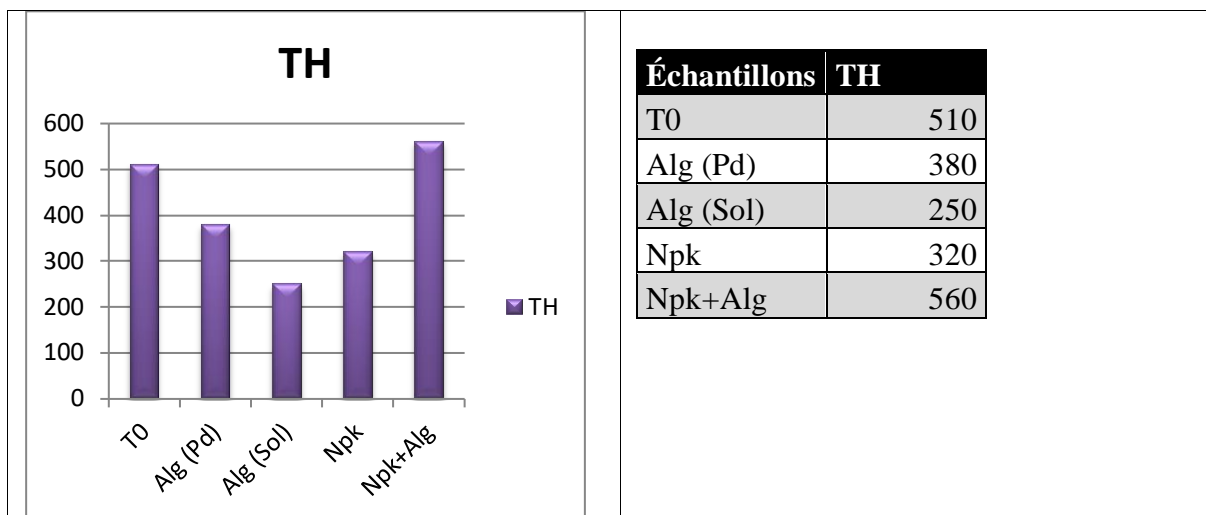 TH
600
500
400
300
200
100
0
T0
Alg (Pd)
Alg (Sol)
Npk
Npk+Alg
TH
Échantillons TH
T0 510
Alg (Pd) 380
Alg (Sol) 250
Npk 320
Npk+Alg 560